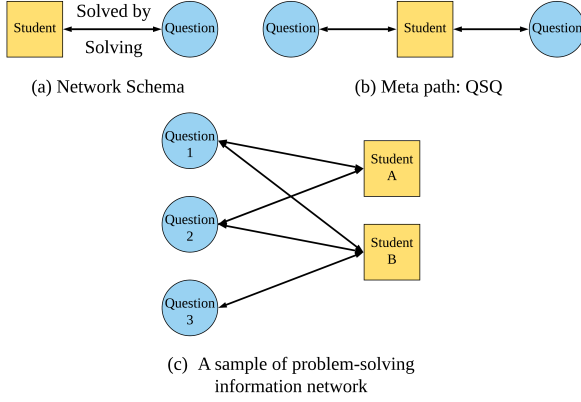 Student
Solved by
Solving
Question
Question
Student
Question
(a) Network Schema
(b) Meta path: QSQ
Question
1
Student
A
Question
2
Student
B
Question
3
(c) A sample of problem-solving
information network